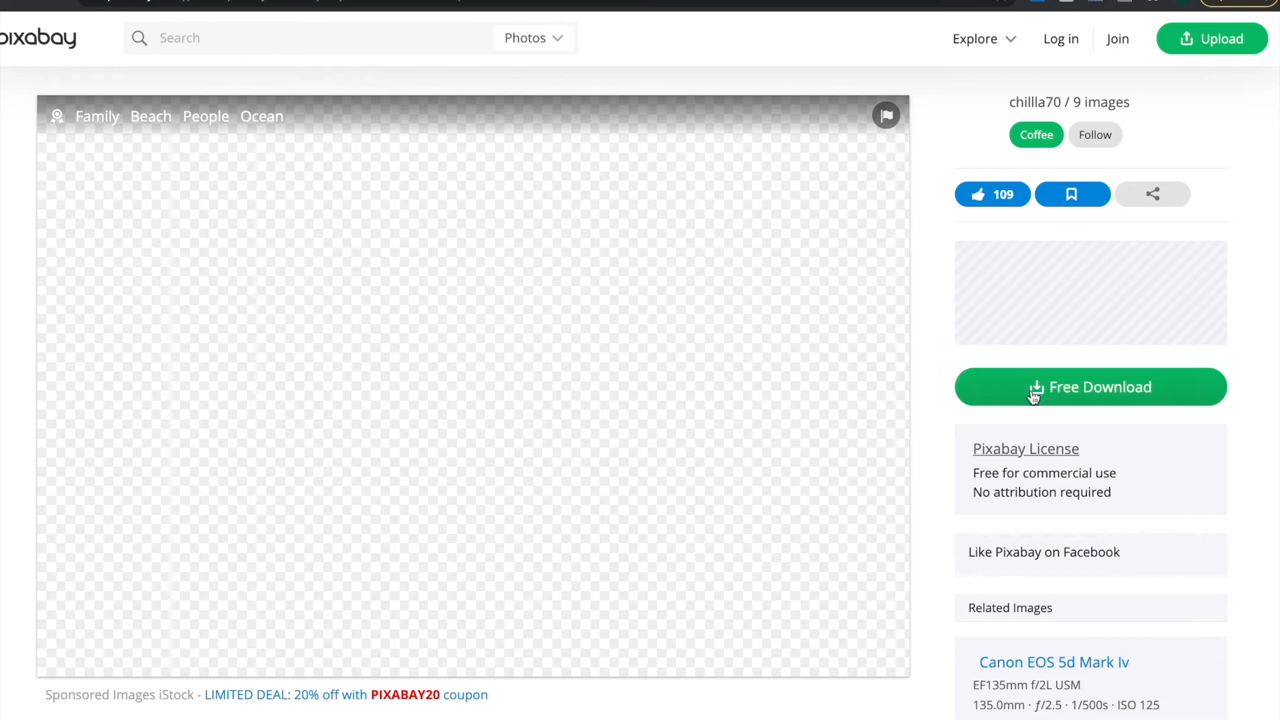 pixabay
Search
Photos
Explore
Log in
Join
Upload
Family Beach People Ocean
chillla70 / 9 images
Coffee
Follow
109
Free Download
Pixabay License
Free for commercial use
No attribution required
Like Pixabay on Facebook
Related Images
Canon EOS 5d Mark Iv
EF135mm f/2L USM
135.0mm · ƒ/2.5 · 1/500s · ISO 125
Sponsored Images iStock - LIMITED DEAL: 20% off with PIXABAY20 coupon